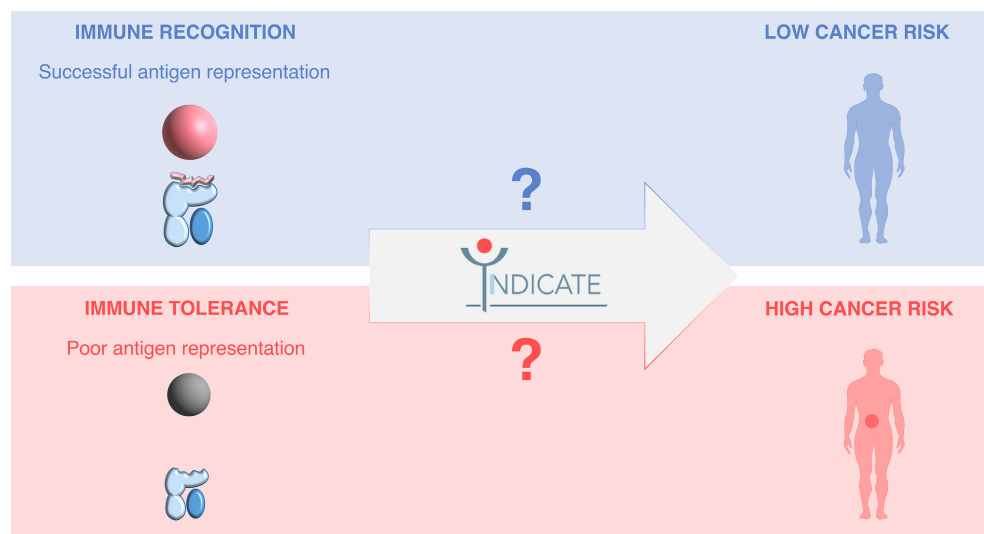 IMMUNE RECOGNITION
LOW CANCER RISK
Successful antigen representation
?
INDICATE
IMMUNE TOLERANCE
HIGH CANCER RISK
Poor antigen representation
?